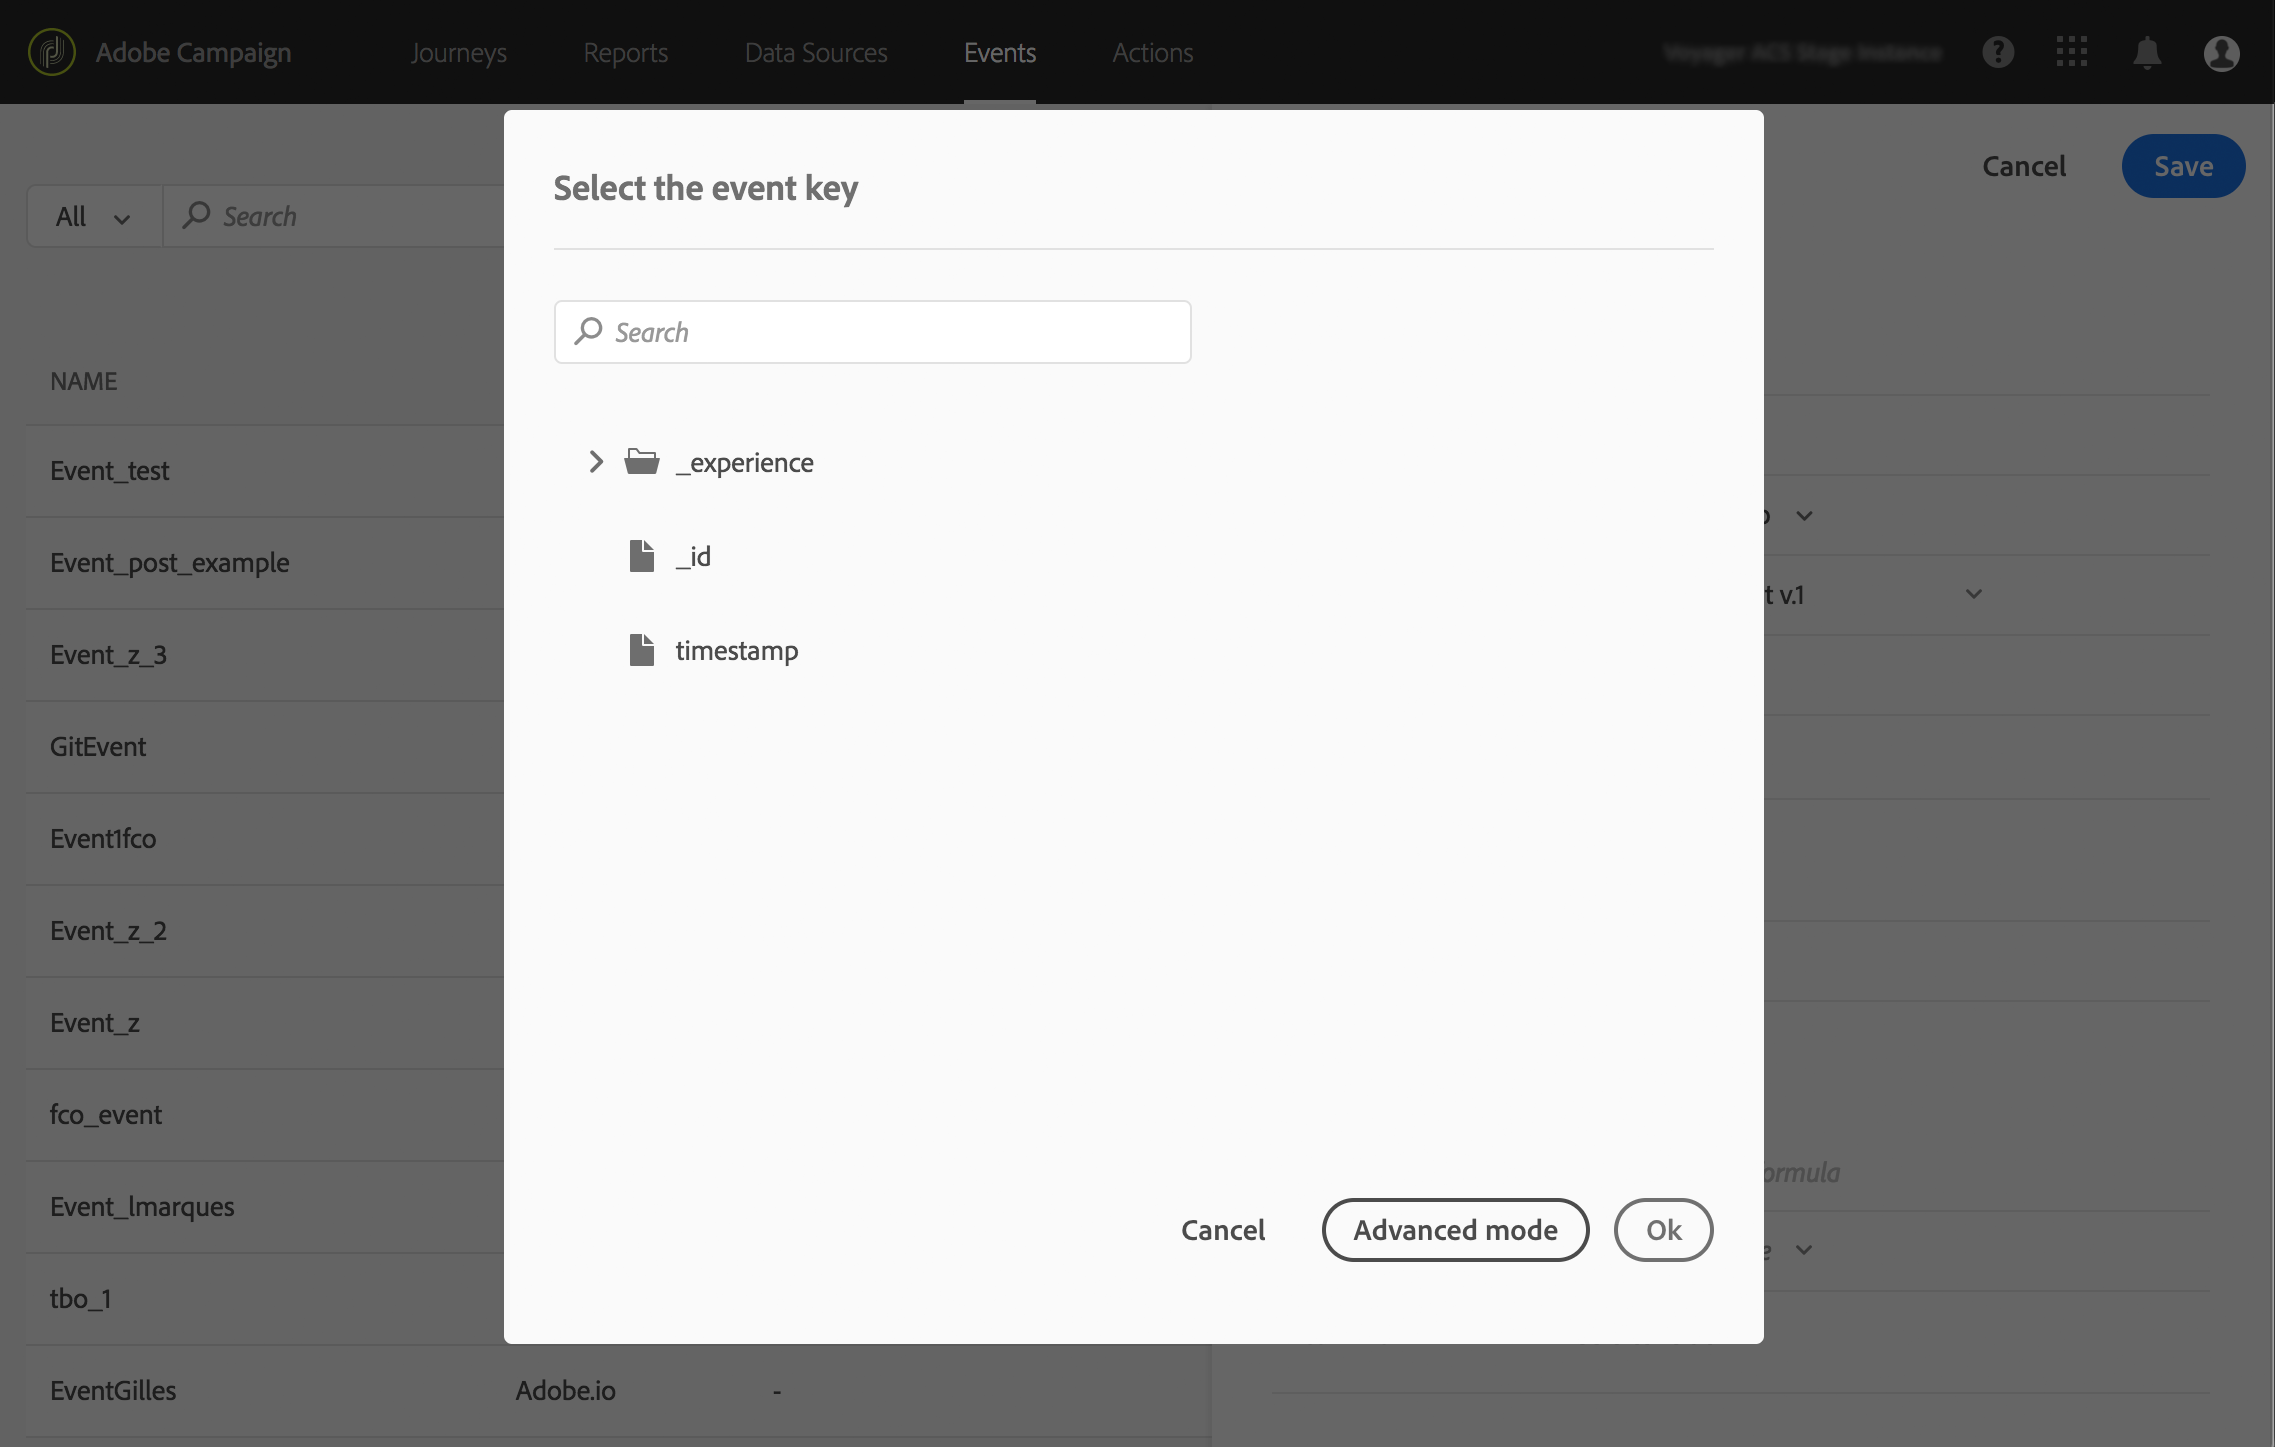 Adobe Campaign Journeys Reports Data Sources Events Actions
Cancel Save
All Search
Select the event key
Search
NAME
_experience
Event_test
_id
Event_post_example
t v.1
timestamp
Event_z_3
GitEvent
Event1fco
Event_z_2
Event_z
fco_event
ormula
Event_lmarques
Cancel Advanced mode Ok
tbo_1
EventGilles Adobe.io -